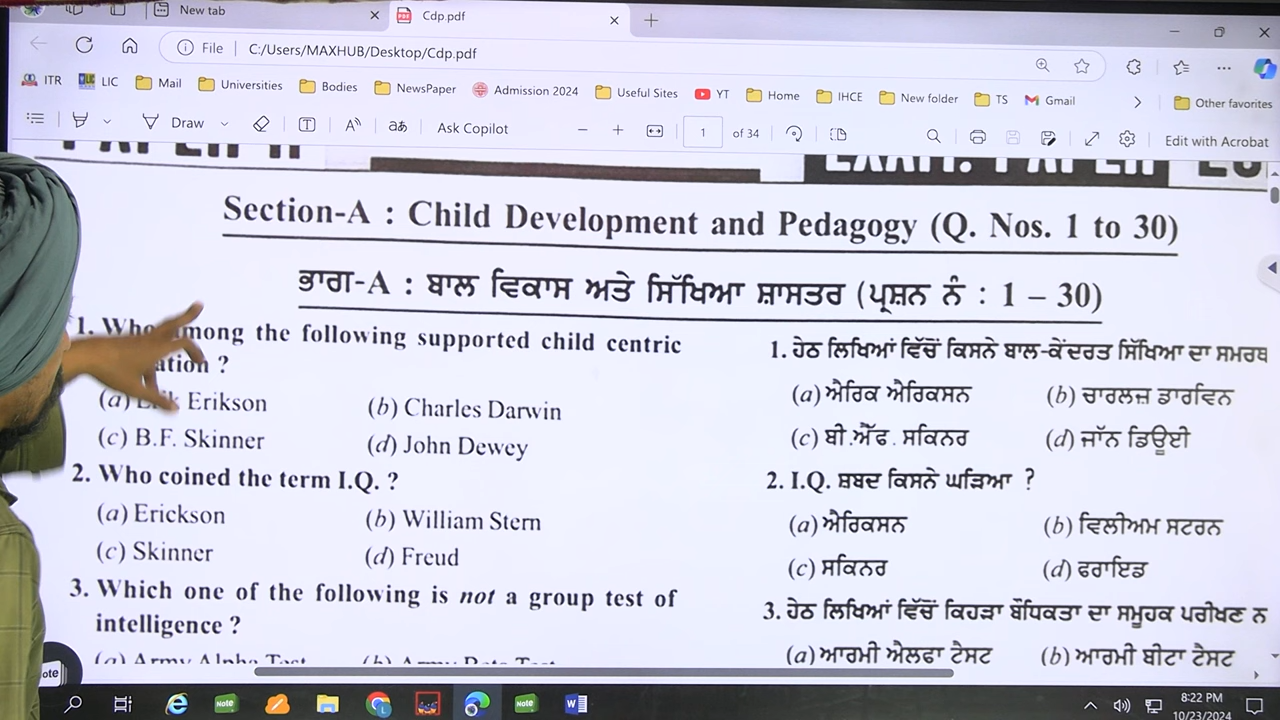 New tab
Cdp.pdf
File
C:/Users/MAXHUB/Desktop/Cdp.pdf
ITR
LIC
Mail
Universities
Bodies
NewsPaper
Admission 2024
Useful Sites
YT
Home
IHCE
New folder
TS
Gmail
Other favorites
Draw
Ask Copilot
1 of 34
Edit with Acrobat
Section-A : Child Development and Pedagogy (Q. Nos. 1 to 30)
ਭਾਗ-A : ਬਾਲ ਵਿਕਾਸ ਅਤੇ ਸਿੱਖਿਆ ਸ਼ਾਸਤਰ (ਪ੍ਰਸ਼ਨ ਨੰ : 1 – 30)
1. Who among the following supported child centric
?
(a) Erikson
(b) Charles Darwin
(c) B.F. Skinner
(d) John Dewey
2. Who coined the term I.Q. ?
(a) Erickson
(b) William Stern
(c) Skinner
(d) Freud
3. Which one of the following is not a group test of
intelligence ?
(a) Army Alpha Test
1. ਹੇਠ ਲਿਖਿਆਂ ਵਿੱਚੋਂ ਕਿਸਨੇ ਬਾਲ-ਕੇਂਦਰਤ ਸਿੱਖਿਆ ਦਾ ਸਮਰਥ
(a) ਐਰਿਕ ਐਰਿਕਸਨ
(b) ਚਾਰਲਜ਼ ਡਾਰਵਿਨ
(c) ਬੀ.ਐੱਫ. ਸਕਿਨਰ
(d) ਜਾੱਨ ਡਿਊਈ
2. I.Q. ਸ਼ਬਦ ਕਿਸਨੇ ਘੜਿਆ ?
(a) ਐਰਿਕਸਨ
(b) ਵਿਲੀਅਮ ਸਟਰਨ
(c) ਸਕਿਨਰ
(d) ਫਰਾਇਡ
3. ਹੇਠ ਲਿਖਿਆਂ ਵਿੱਚੋਂ ਕਿਹੜਾ ਬੌਧਿਕਤਾ ਦਾ ਸਮੂਹਕ ਪਰੀਖਣ ਨ
(a) ਆਰਮੀ ਐਲਫਾ ਟੈਸਟ
(b) ਆਰਮੀ ਬੀਟਾ ਟੈਸਟ
Note
Note
8:22 PM
10/23/2024